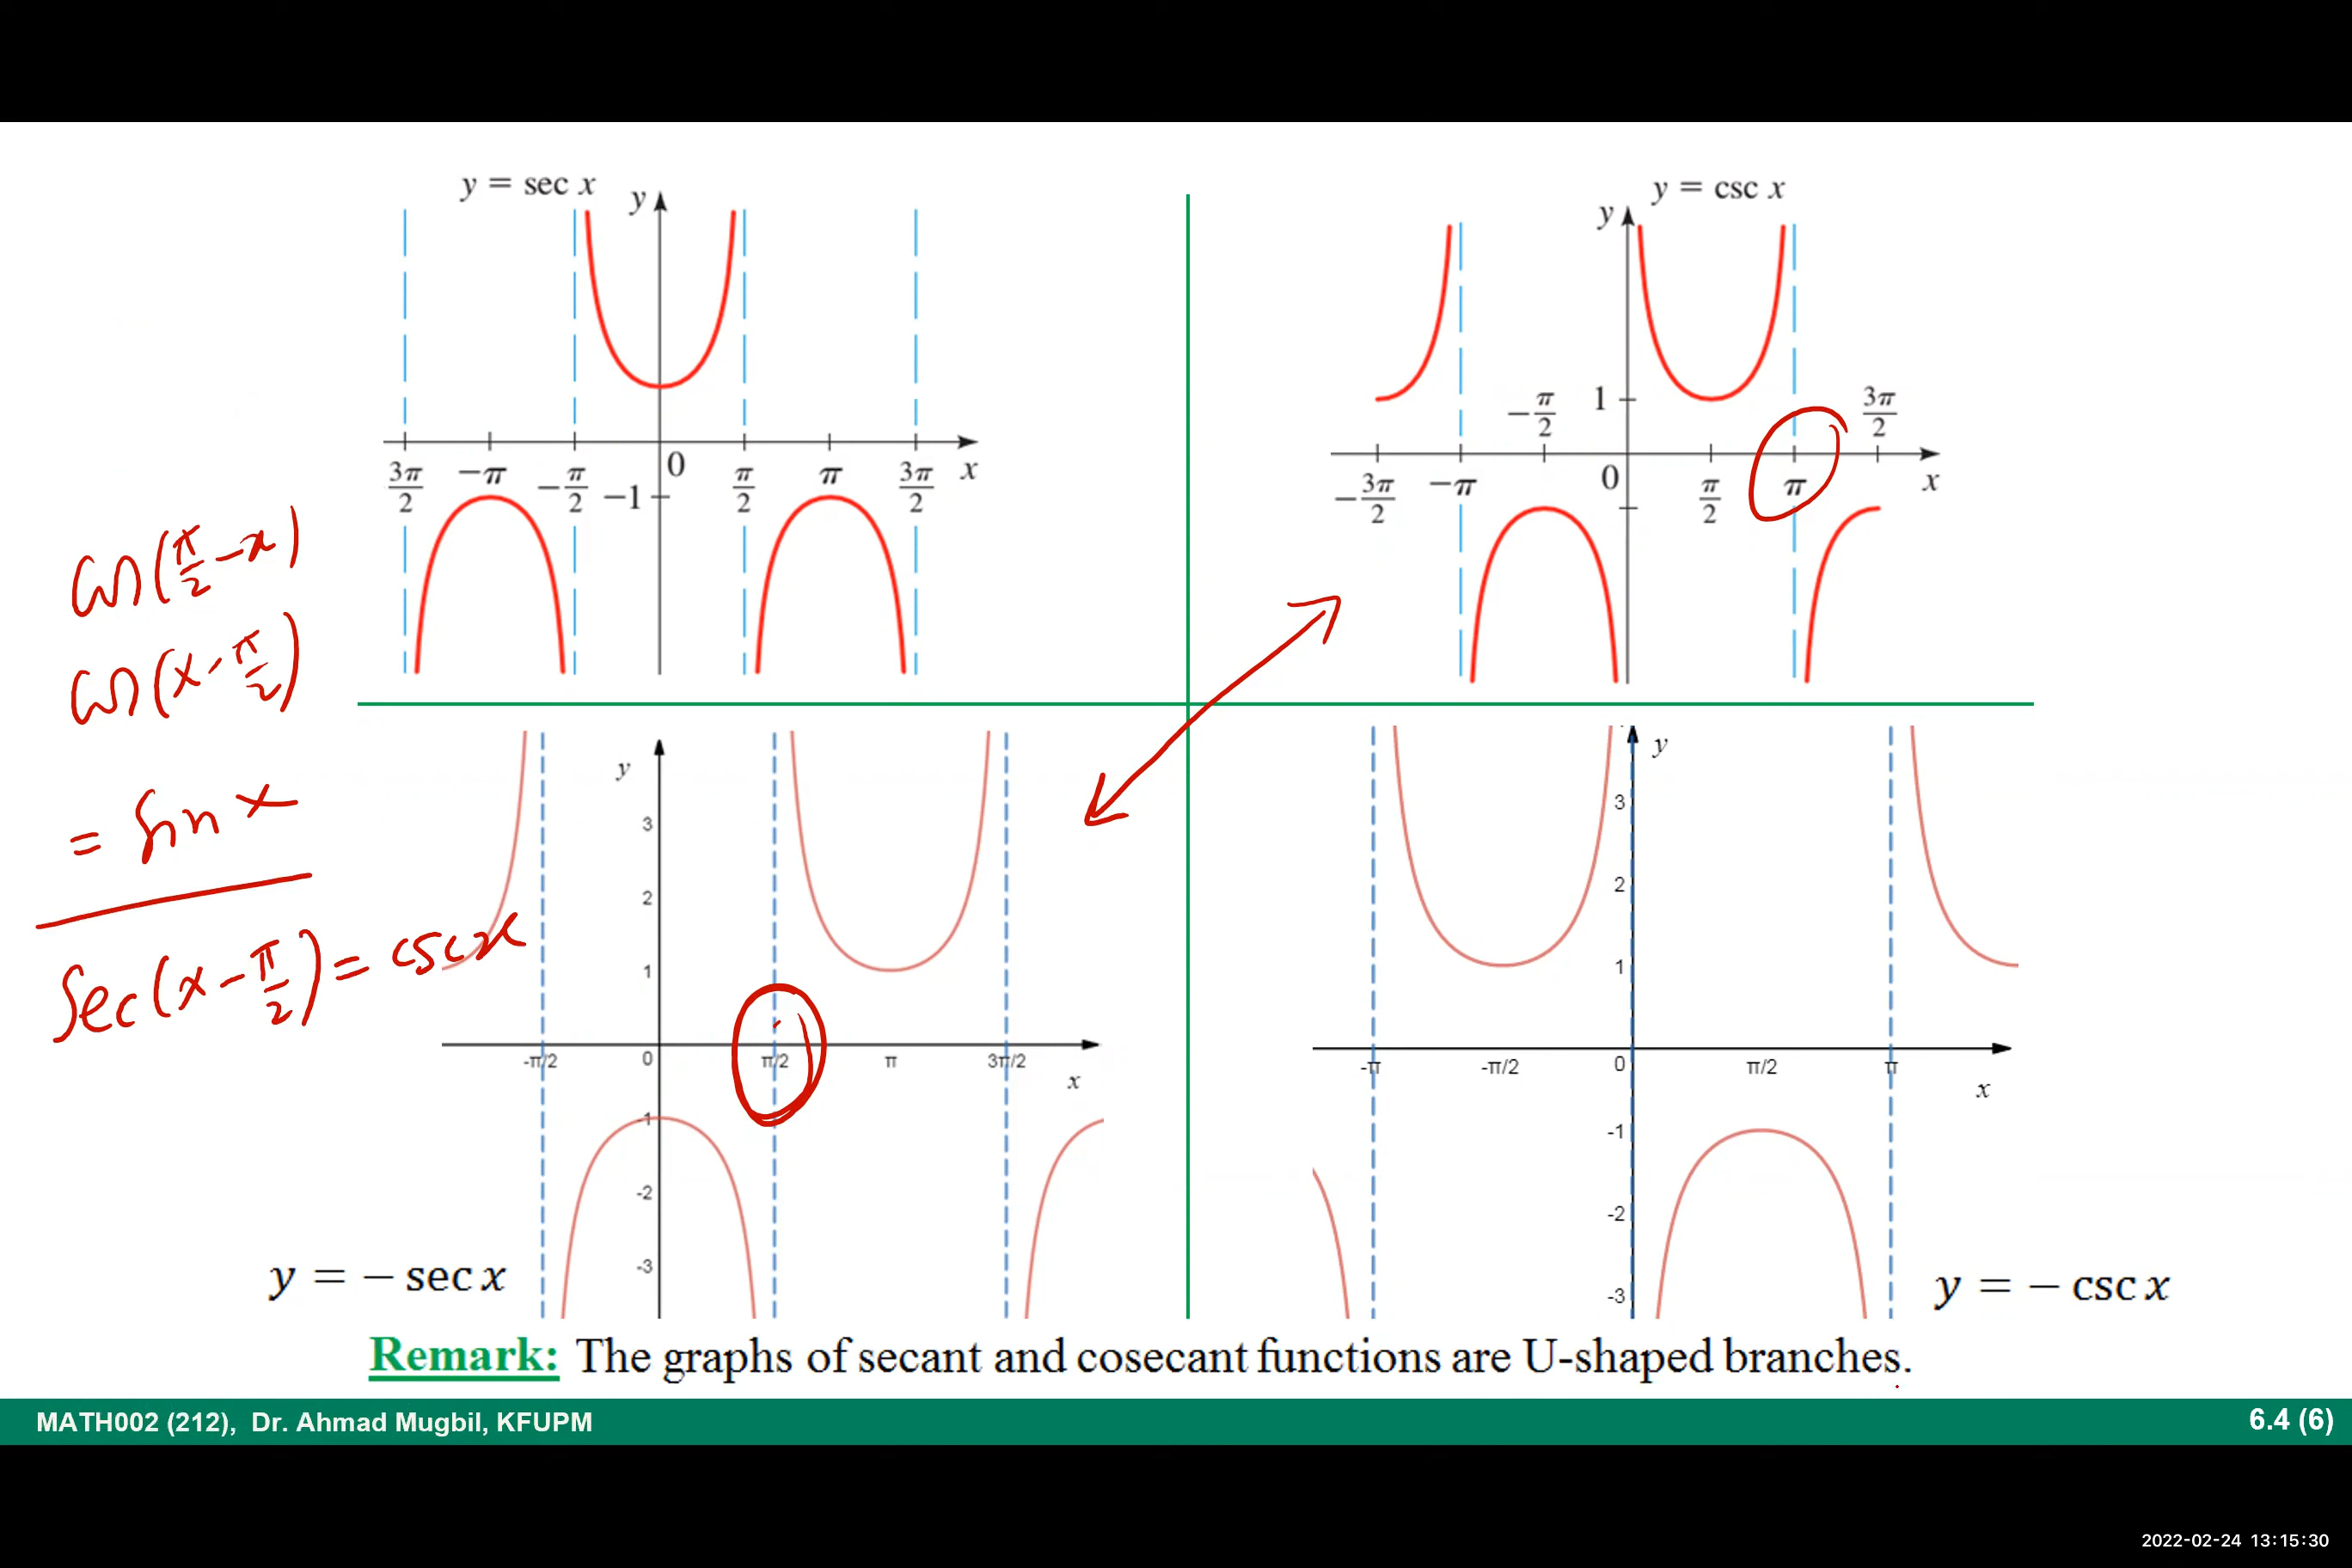 y = sec x
y
3π/2 −π −π/2 −1 0 π/2 π 3π/2 x
y = csc x
y
1
−3π/2 −π −π/2 0 π/2 π 3π/2 x
cos(π/2 − x)
cos(x − π/2)
= sin x
sec(x − π/2) = csc x
y
3
2
1
-π/2 0 π/2 π 3π/2
x
-1
-2
-3
y = − sec x
y
3
2
1
-π -π/2 0 π/2 π
x
-1
-2
-3
y = − csc x
Remark: The graphs of secant and cosecant functions are U-shaped branches.
MATH002 (212), Dr. Ahmad Mugbil, KFUPM
6.4 (6)
2022-02-24 13:15:30